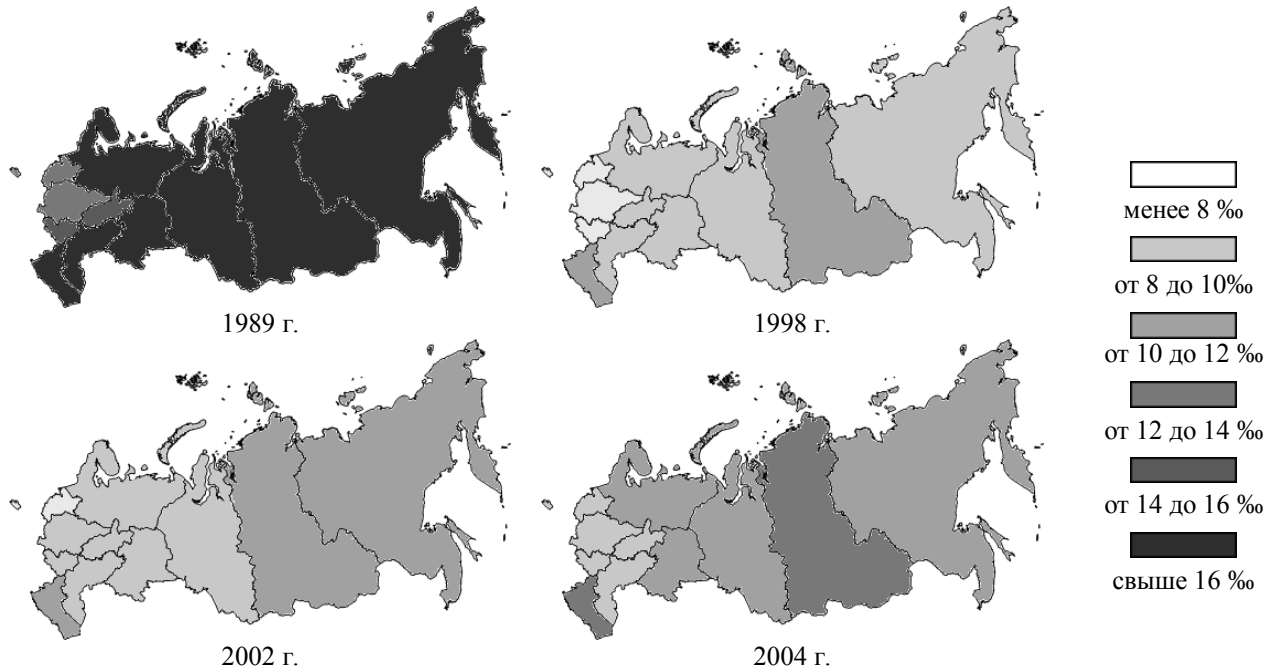 1989 г.
1998 г.
2002 г.
2004 г.
менее 8 ‰
от 8 до 10‰
от 10 до 12 ‰
от 12 до 14 ‰
от 14 до 16 ‰
свыше 16 ‰